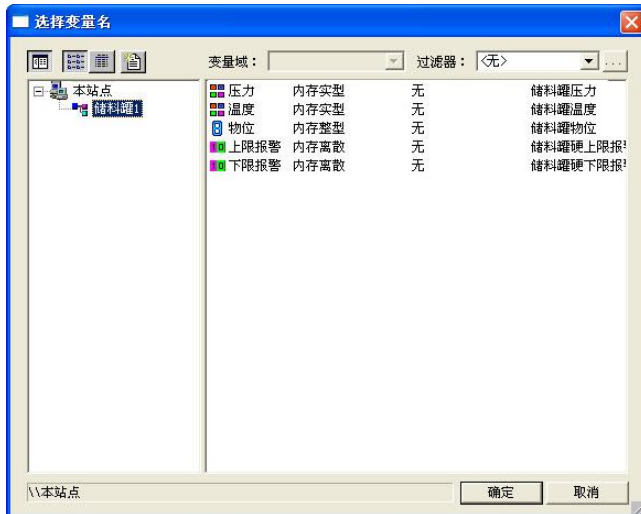 选择变量名
变量域： 过滤器： <无> ...
本站点
储料罐1
压力 内存实型 无 储料罐压力
温度 内存实型 无 储料罐温度
物位 内存整型 无 储料罐物位
上限报警 内存离散 无 储料罐硬上限报
下限报警 内存离散 无 储料罐硬下限报
\\本站点 确定 取消